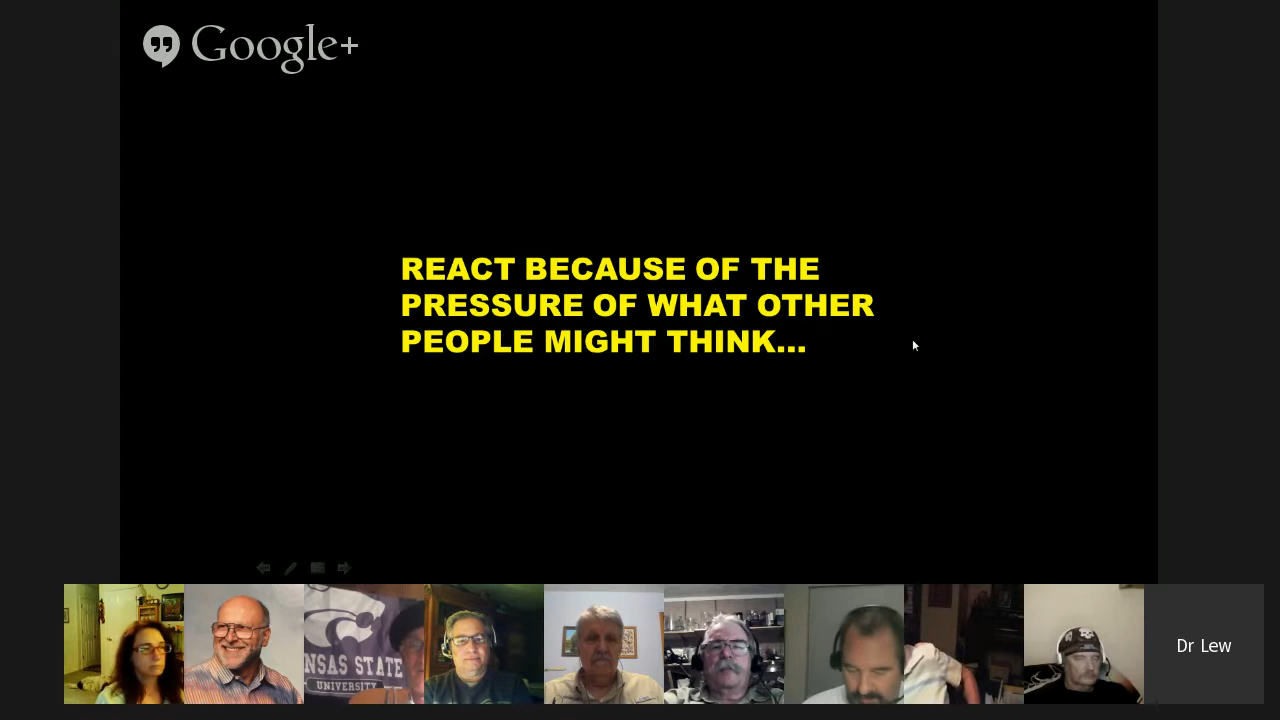 Google+
REACT BECAUSE OF THE
PRESSURE OF WHAT OTHER
PEOPLE MIGHT THINK...
NSAS STATE
UNIVERSITY
Dr Lew